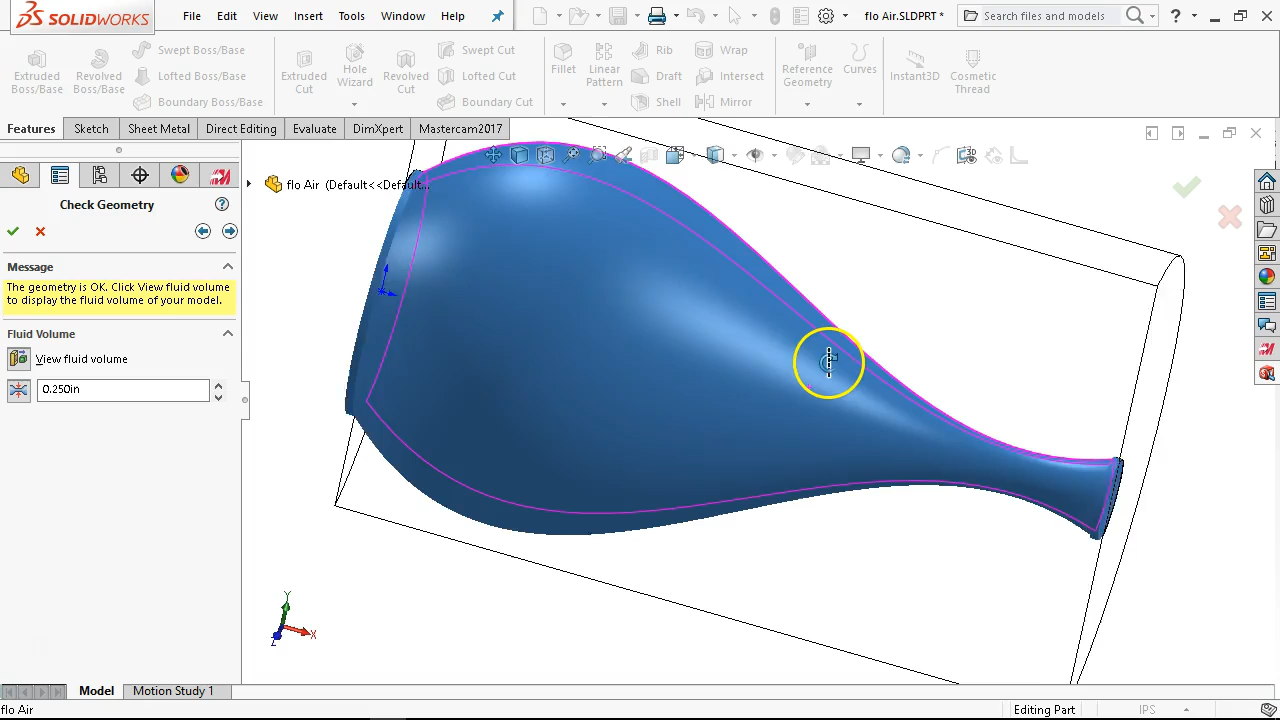 SOLIDWORKS
File Edit View Insert Tools Window Help
flo Air.SLDPRT *
Search files and models
?
Extruded Boss/Base
Revolved Boss/Base
Swept Boss/Base
Lofted Boss/Base
Boundary Boss/Base
Extruded Cut
Hole Wizard
Revolved Cut
Swept Cut
Lofted Cut
Boundary Cut
Fillet
Linear Pattern
Rib
Draft
Shell
Wrap
Intersect
Mirror
Reference Geometry
Curves
Instant3D
Cosmetic Thread
Features Sketch Sheet Metal Direct Editing Evaluate DimXpert Mastercam2017
flo Air (Default<<Default...
Check Geometry
?
Message
The geometry is OK. Click View fluid volume
to display the fluid volume of your model.
Fluid Volume
View fluid volume
0.250in
Y
X
Z
Model Motion Study 1
flo Air
Editing Part
IPS